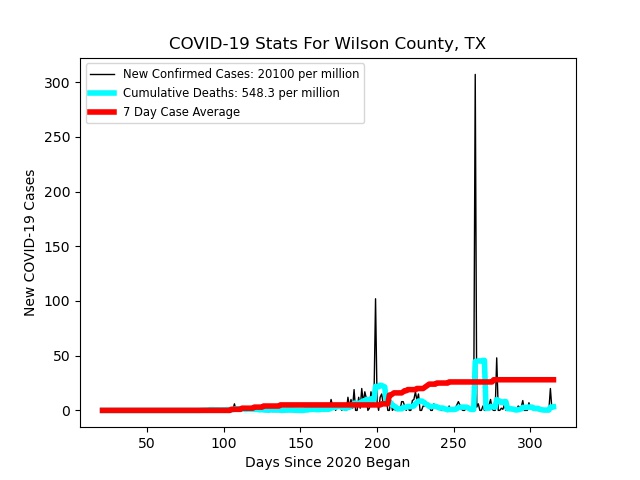 COVID-19 Stats For Wilson County, TX
New Confirmed Cases: 20100 per million
Cumulative Deaths: 548.3 per million
7 Day Case Average
New COVID-19 Cases
300
250
200
150
100
50
0
50 100 150 200 250 300
Days Since 2020 Began